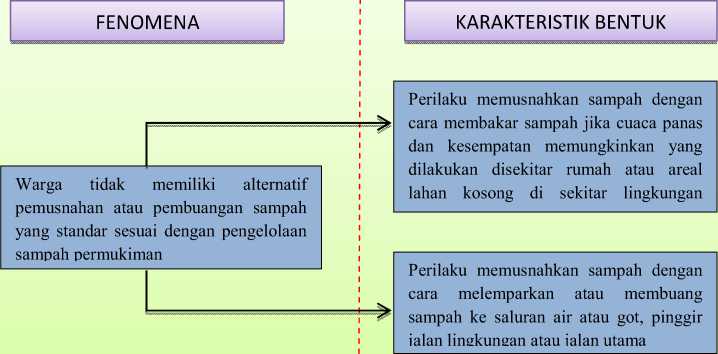 FENOMENA
KARAKTERISTIK BENTUK
Perilaku memusnahkan sampah dengan
cara membakar sampah jika cuaca panas
dan kesempatan memungkinkan yang
dilakukan disekitar rumah atau areal
lahan kosong di sekitar lingkungan
Warga tidak memiliki alternatif
pemusnahan atau pembuangan sampah
yang standar sesuai dengan pengelolaan
sampah permukiman
Perilaku memusnahkan sampah dengan
cara melemparkan atau membuang
sampah ke saluran air atau got, pinggir
jalan lingkungan atau jalan utama